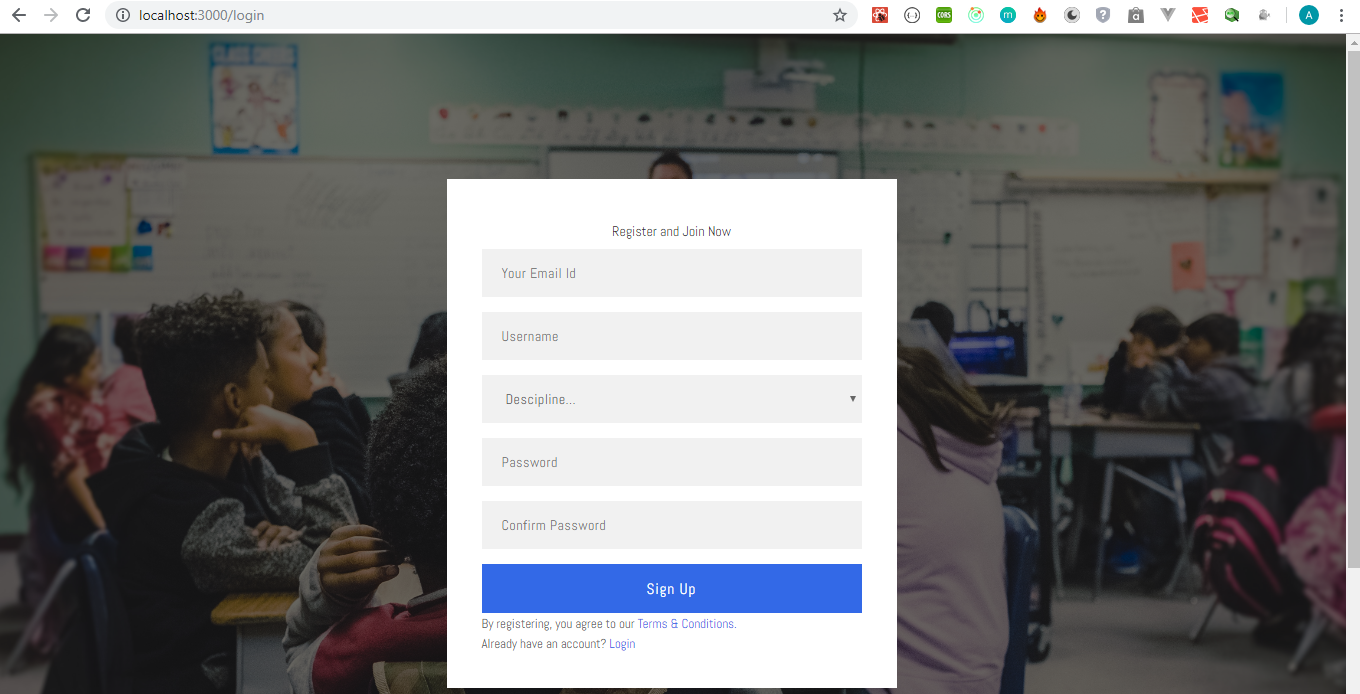 localhost:3000/login
CORS
m
?
a
A
Register and Join Now
Your Email Id
Username
Descipline...
Password
Confirm Password
Sign Up
By registering, you agree to our Terms & Conditions.
Already have an account? Login